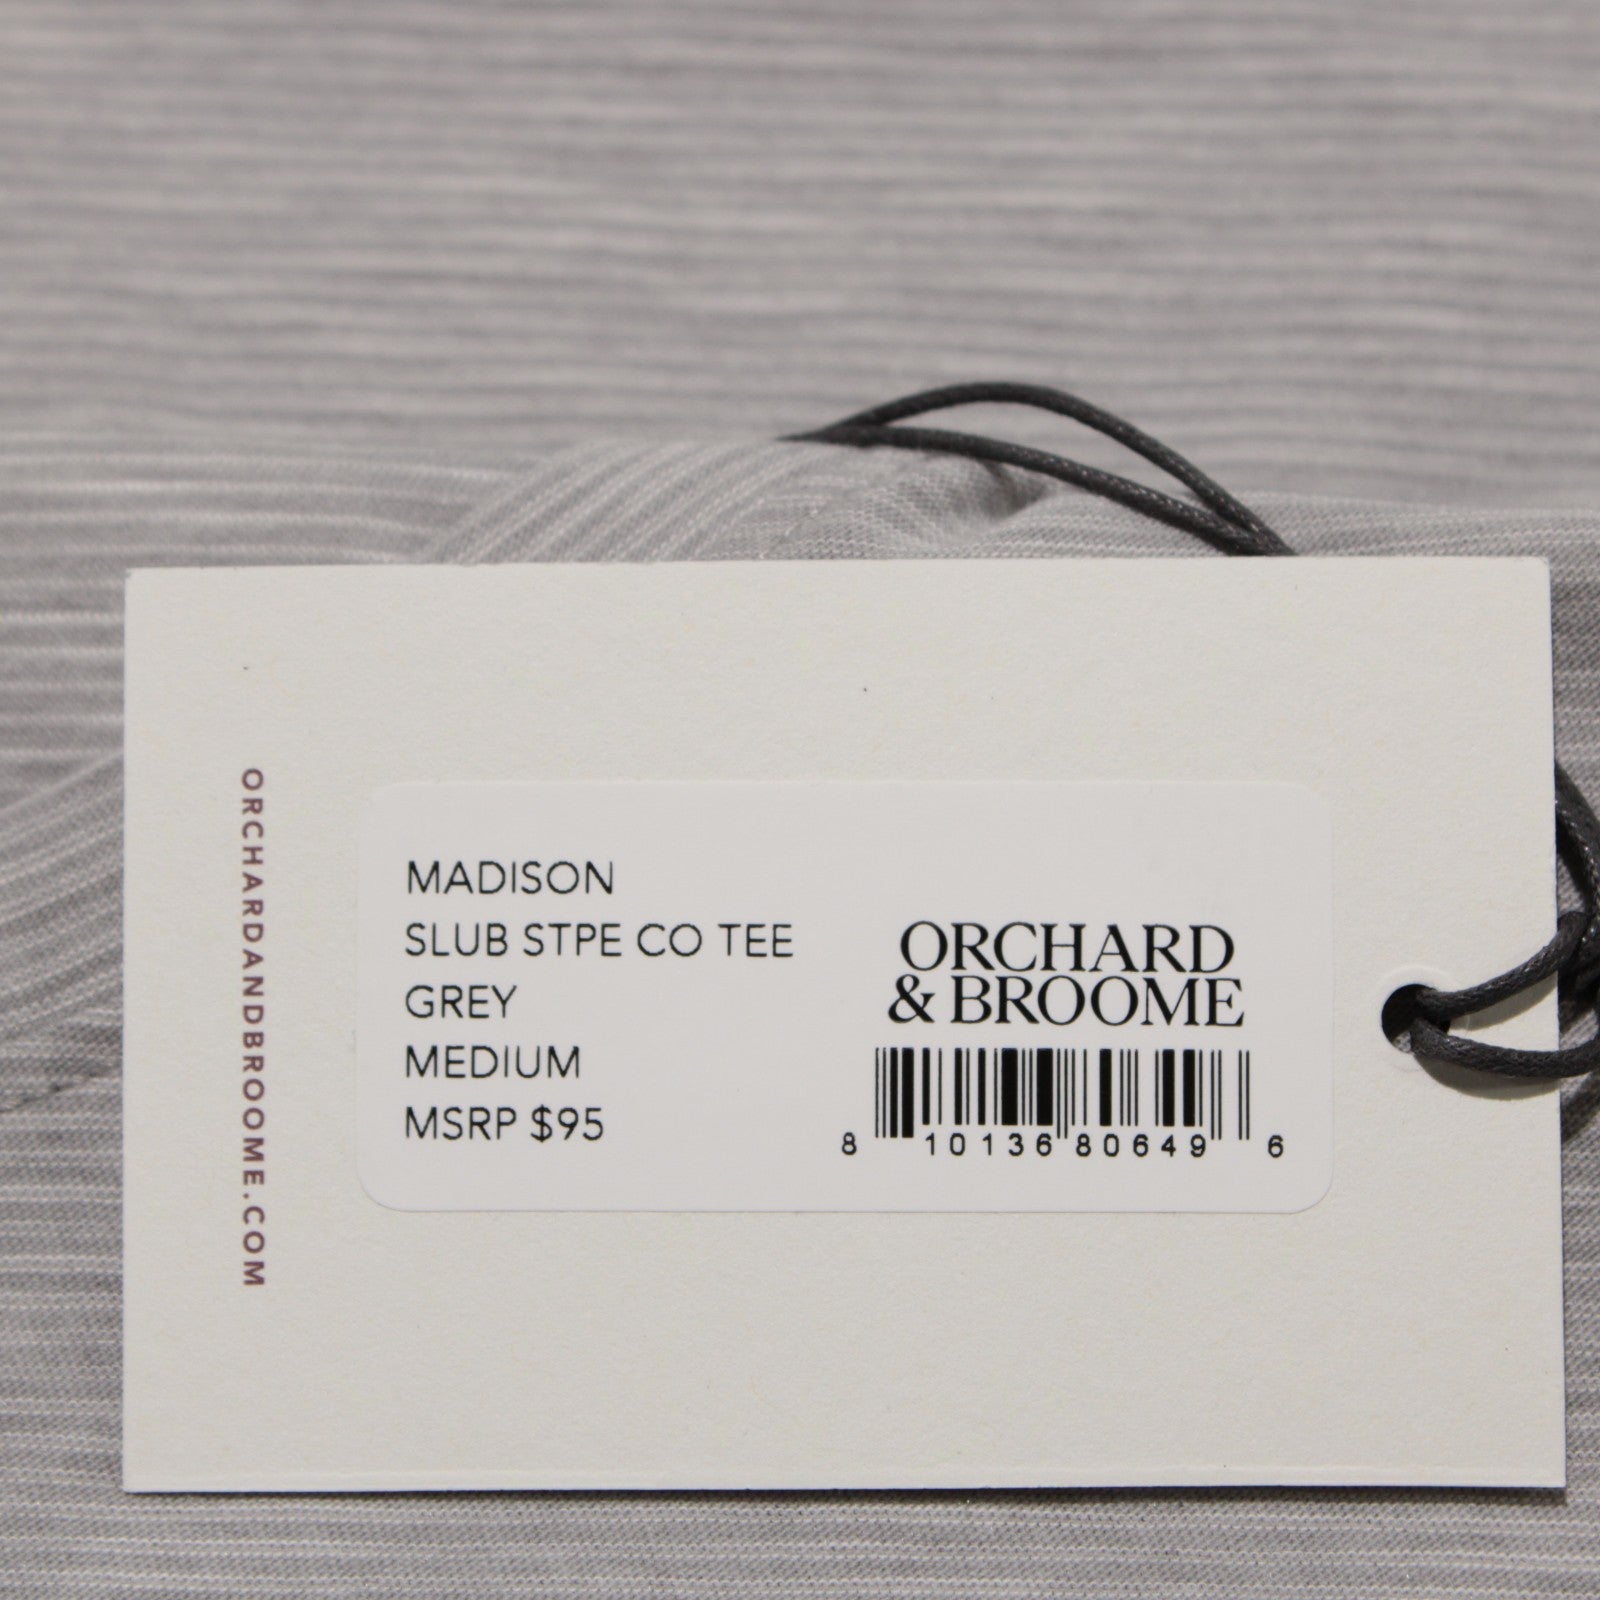 ORCHARDANDBROOME.COM
MADISON
SLUB STPE CO TEE
GREY
MEDIUM
MSRP $95
ORCHARD
& BROOME
8 10136 80649 6